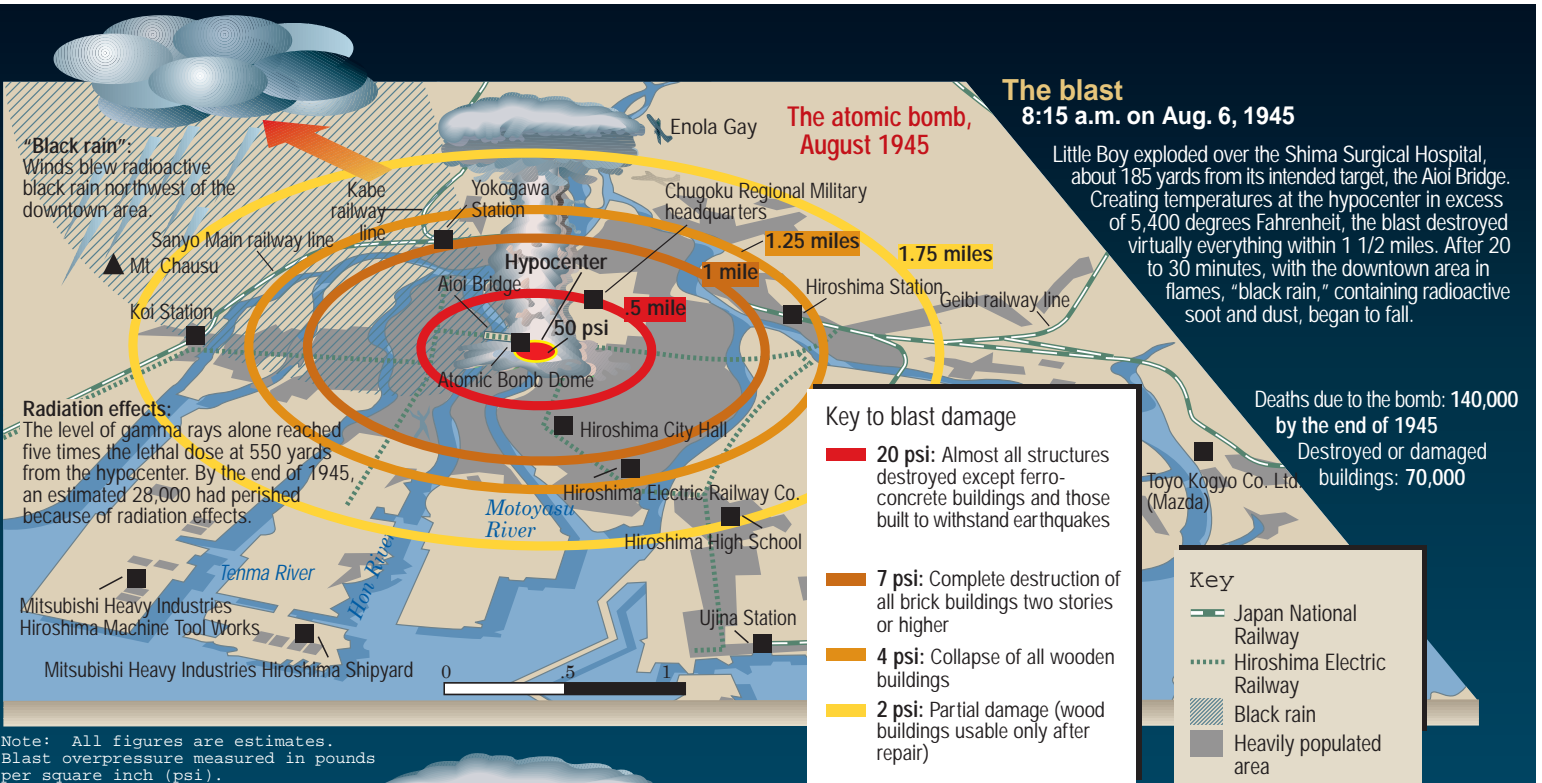 The blast
8:15 a.m. on Aug. 6, 1945
Little Boy exploded over the Shima Surgical Hospital,
about 185 yards from its intended target, the Aioi Bridge.
Creating temperatures at the hypocenter in excess
of 5,400 degrees Fahrenheit, the blast destroyed
virtually everything within 1 1/2 miles. After 20
to 30 minutes, with the downtown area in
flames, “black rain,” containing radioactive
soot and dust, began to fall.
Deaths due to the bomb: 140,000
by the end of 1945
Destroyed or damaged
buildings: 70,000
The atomic bomb,
August 1945
Enola Gay
“Black rain”:
Winds blew radioactive
black rain northwest of the
downtown area.
Kabe
railway
line
Yokogawa
Station
Chugoku Regional Military
headquarters
Sanyo Main railway line
Mt. Chausu
Koi Station
Hypocenter
Aioi Bridge
50 psi
Atomic Bomb Dome
.5 mile
1 mile
1.25 miles
1.75 miles
Hiroshima Station
Geibi railway line
Radiation effects:
The level of gamma rays alone reached
five times the lethal dose at 550 yards
from the hypocenter. By the end of 1945,
an estimated 28,000 had perished
because of radiation effects.
Hiroshima City Hall
Hiroshima Electric Railway Co.
Motoyasu
River
Hiroshima High School
Tenma River
Hon River
Mitsubishi Heavy Industries
Hiroshima Machine Tool Works
Mitsubishi Heavy Industries Hiroshima Shipyard
Ujina Station
Toyo Kogyo Co. Ltd.
(Mazda)
0 .5 1
Key to blast damage
20 psi: Almost all structures
destroyed except ferro-
concrete buildings and those
built to withstand earthquakes
7 psi: Complete destruction of
all brick buildings two stories
or higher
4 psi: Collapse of all wooden
buildings
2 psi: Partial damage (wood
buildings usable only after
repair)
Key
Japan National
Railway
Hiroshima Electric
Railway
Black rain
Heavily populated
area
Note: All figures are estimates.
Blast overpressure measured in pounds
per square inch (psi).